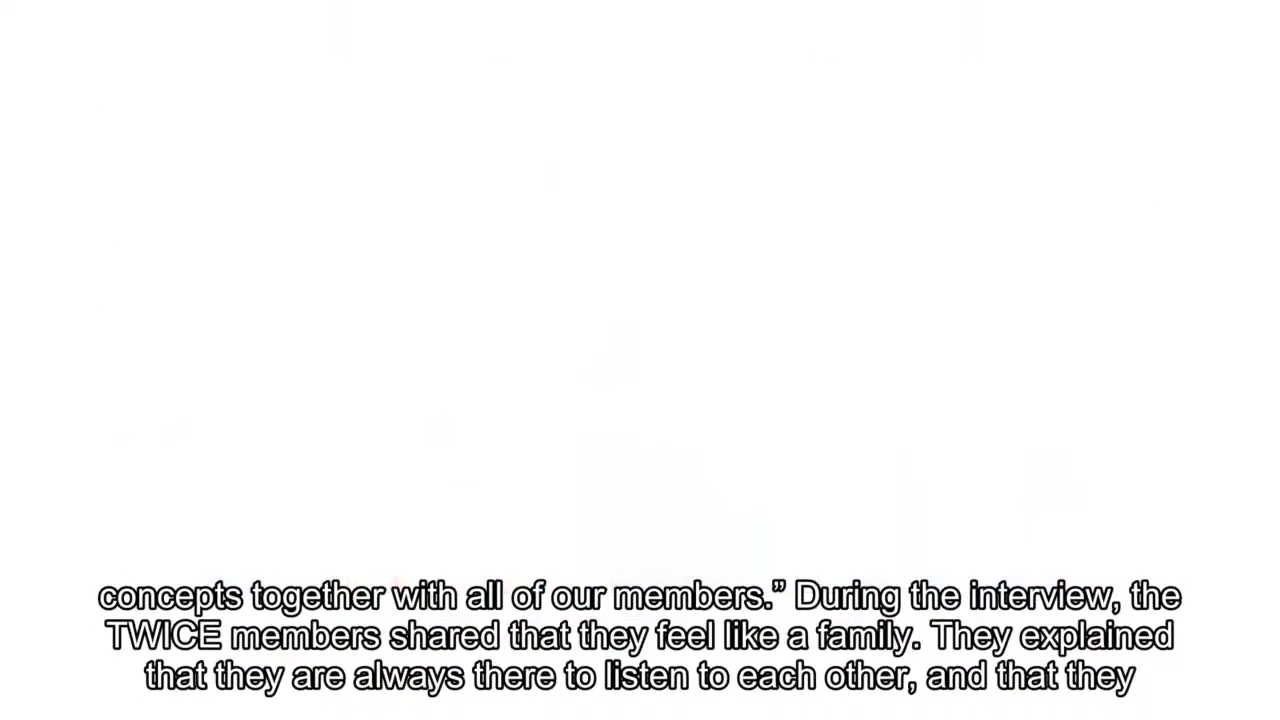 concepts together with all of our members.” During the interview, the
TWICE members shared that they feel like a family. They explained
that they are always there to listen to each other, and that they